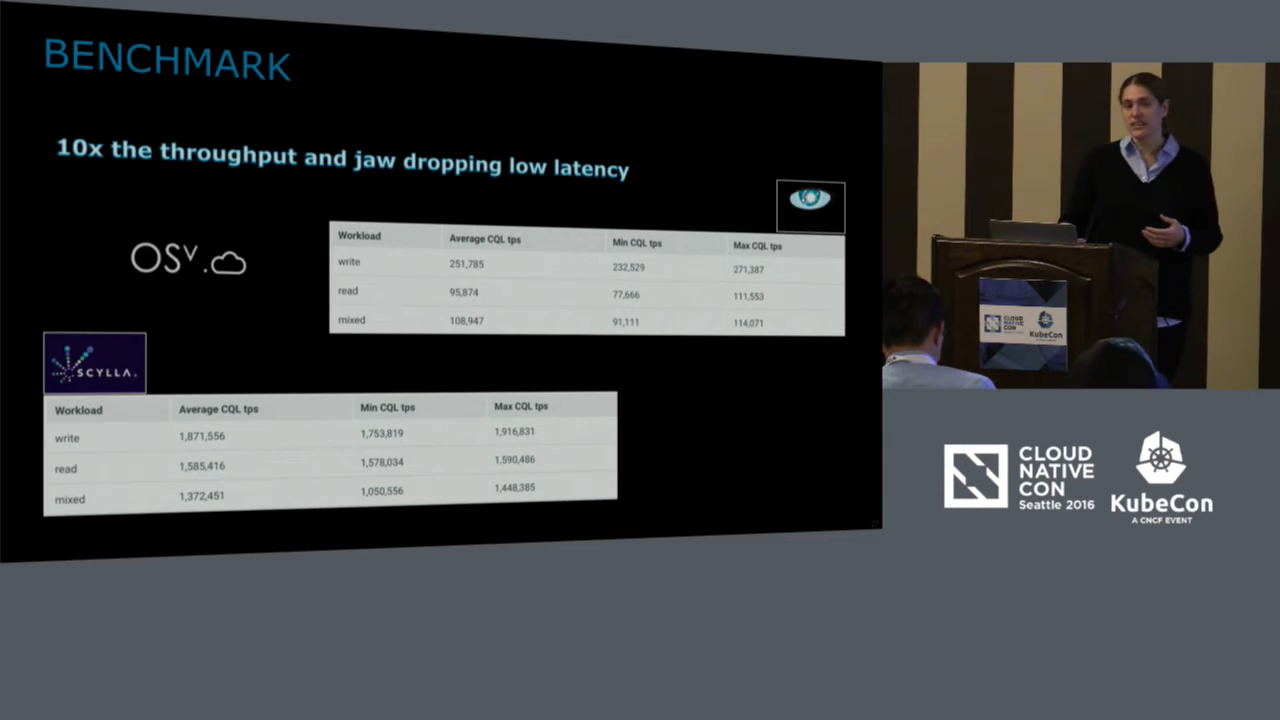 BENCHMARK
10x the throughput and jaw dropping low latency
OSv.
Workload Average CQL tps Min CQL tps Max CQL tps
write 251,785 232,529 271,387
read 95,874 77,666 111,553
mixed 108,947 91,111 114,071
SCYLLA.
Workload Average CQL tps Min CQL tps Max CQL tps
write 1,871,556 1,753,819 1,916,831
read 1,585,416 1,578,034 1,590,486
mixed 1,372,451 1,050,556 1,448,385
CLOUD
NATIVE
CON
KubeCon
CLOUD
NATIVE
CON
Seattle 2016
KubeCon
A CNCF EVENT